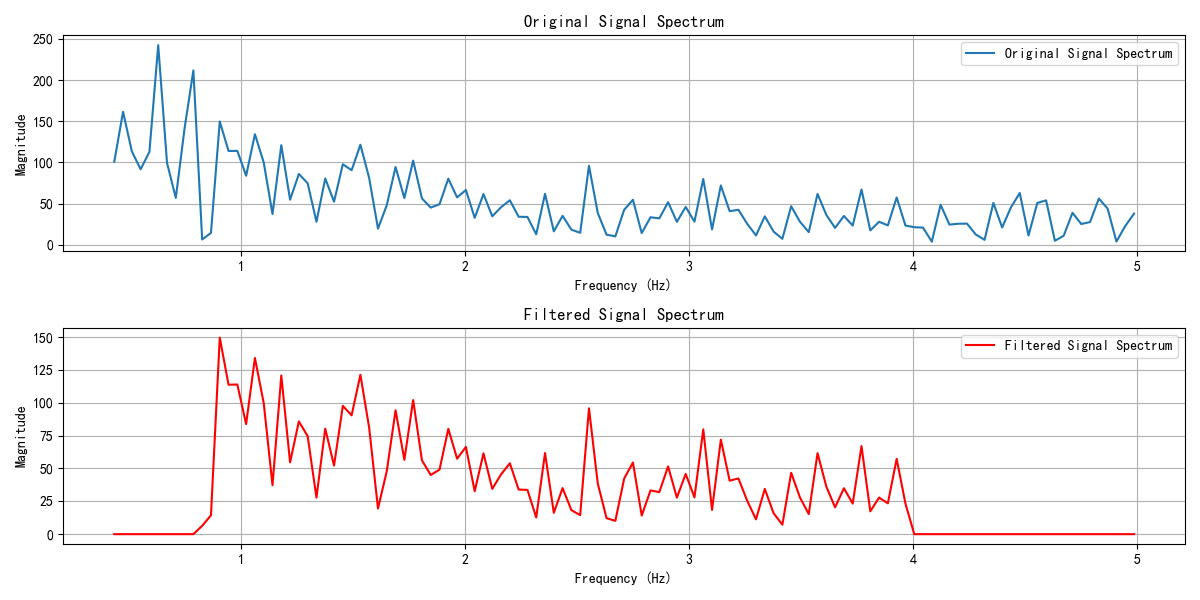 Original Signal Spectrum
250
200
150
100
50
0
Magnitude
Original Signal Spectrum
1
2
3
4
5
Frequency (Hz)
Filtered Signal Spectrum
150
125
100
75
50
25
0
Magnitude
Filtered Signal Spectrum
1
2
3
4
5
Frequency (Hz)